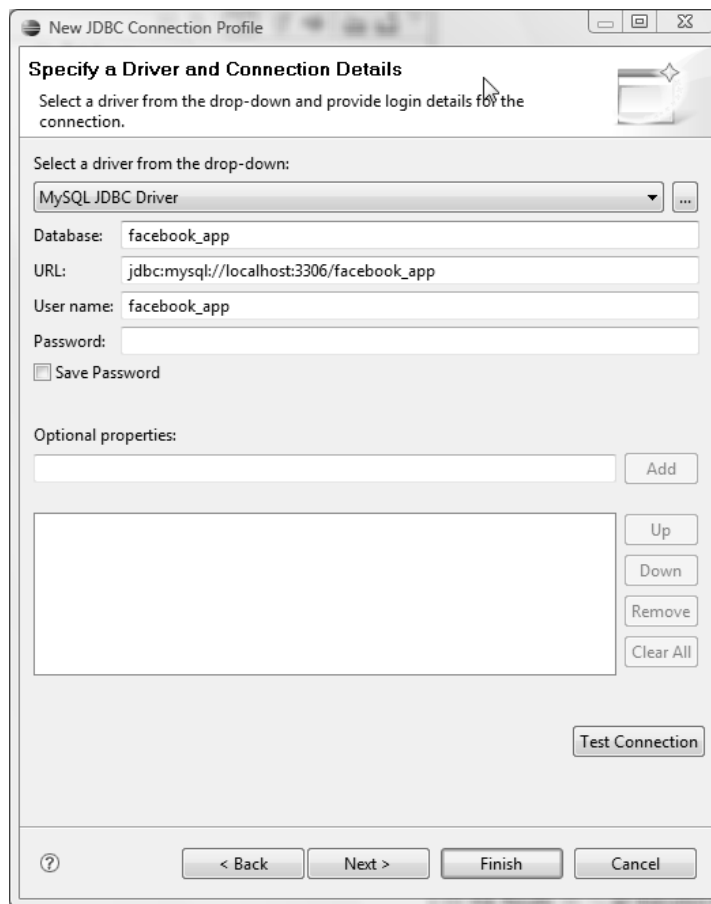 New JDBC Connection Profile
Specify a Driver and Connection Details
Select a driver from the drop-down and provide login details for the
connection.
Select a driver from the drop-down:
MySQL JDBC Driver
...
Database: facebook_app
URL: jdbc:mysql://localhost:3306/facebook_app
User name: facebook_app
Password:
Save Password
Optional properties:
Add
Up
Down
Remove
Clear All
Test Connection
?
< Back
Next >
Finish
Cancel